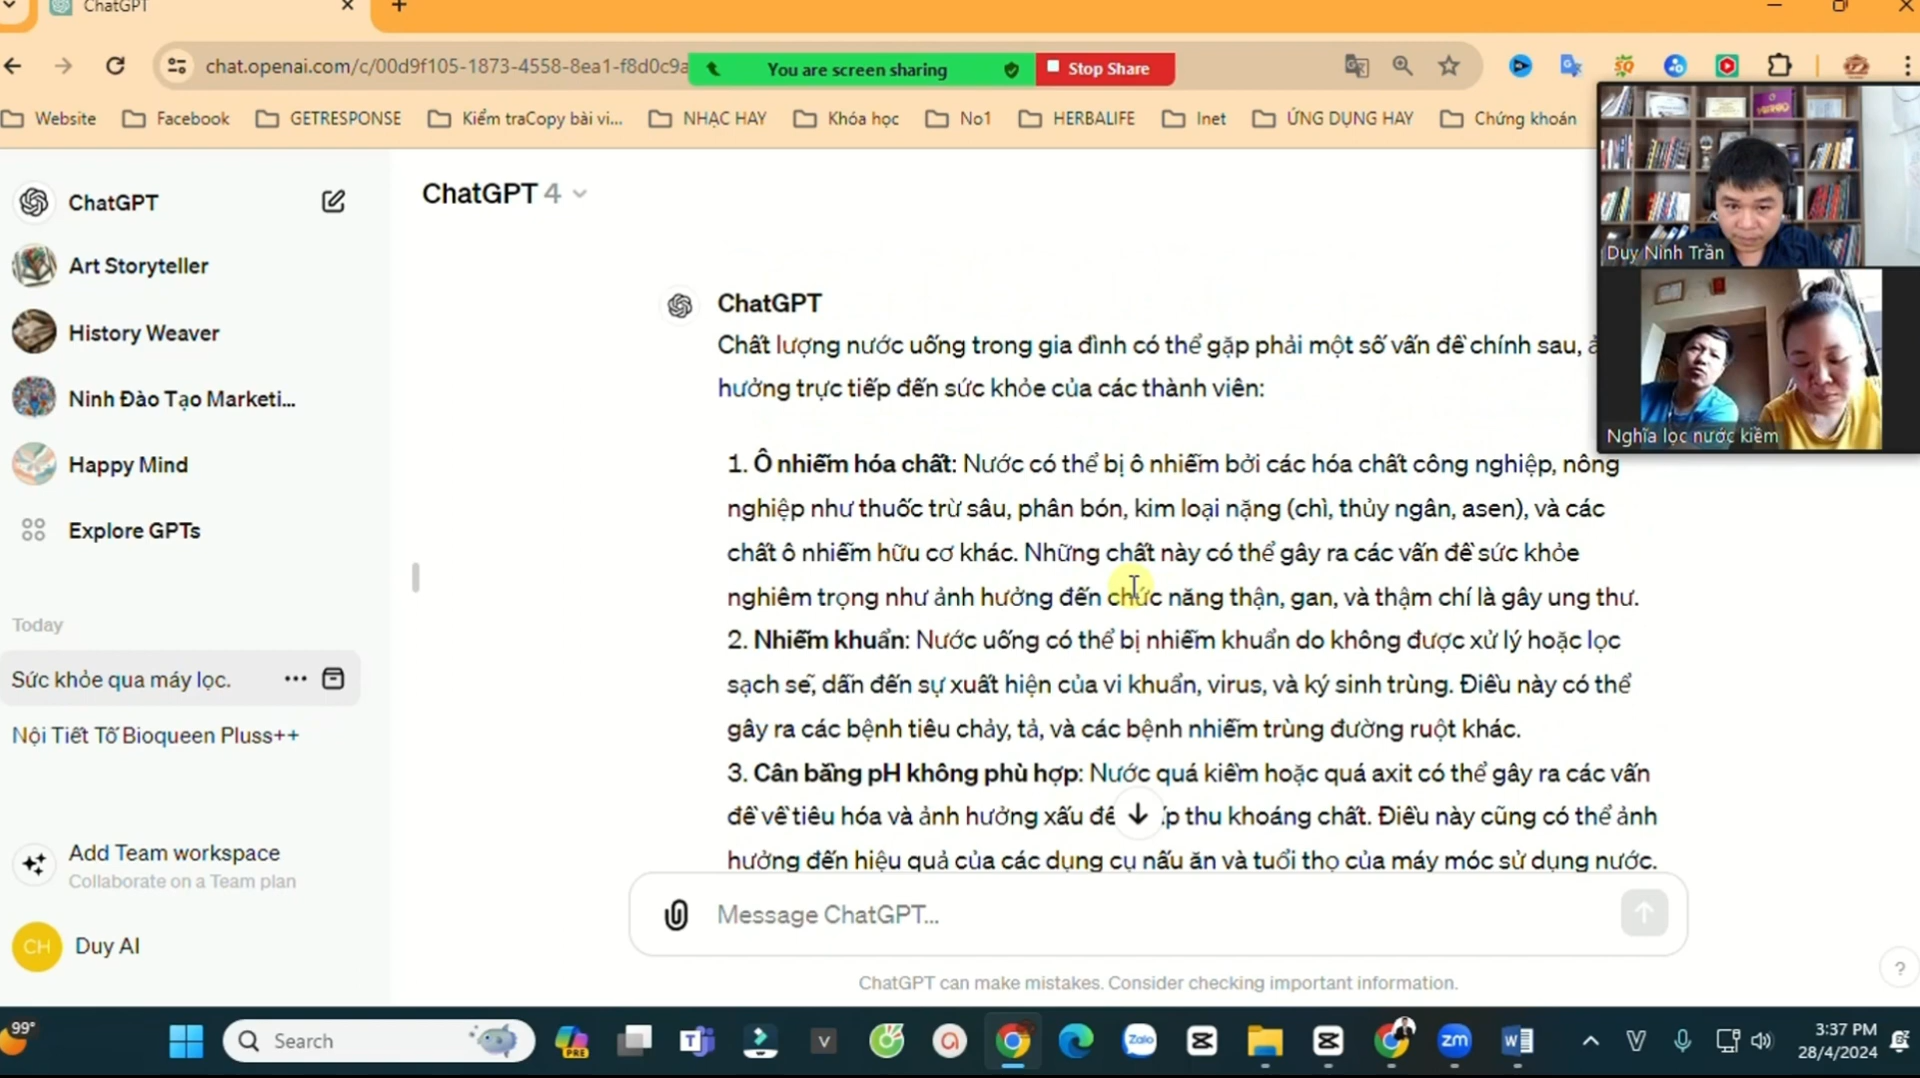 ChatGPT
chat.openai.com/c/00d9f105-1873-4558-8ea1-f8d0c9a
You are screen sharing
Stop Share
Website
Facebook
GETRESPONSE
Kiểm traCopy bài vi...
NHẠC HAY
Khóa học
No1
HERBALIFE
Inet
ỨNG DỤNG HAY
Chứng khoán
ChatGPT
Art Storyteller
History Weaver
Ninh Đào Tạo Marketi...
Happy Mind
Explore GPTs
Today
Sức khỏe qua máy lọc.
Nội Tiết Tố Bioqueen Pluss++
Add Team workspace
Collaborate on a Team plan
CH
Duy AI
ChatGPT 4
ChatGPT
Chất lượng nước uống trong gia đình có thể gặp phải một số vấn đề chính sau,
hưởng trực tiếp đến sức khỏe của các thành viên:
1. Ô nhiễm hóa chất: Nước có thể bị ô nhiễm bởi các hóa chất công nghiệp, nông
nghiệp như thuốc trừ sâu, phân bón, kim loại nặng (chì, thủy ngân, asen), và các
chất ô nhiễm hữu cơ khác. Những chất này có thể gây ra các vấn đề sức khỏe
nghiêm trọng như ảnh hưởng đến chức năng thận, gan, và thậm chí là gây ung thư.
2. Nhiễm khuẩn: Nước uống có thể bị nhiễm khuẩn do không được xử lý hoặc lọc
sạch sẽ, dẫn đến sự xuất hiện của vi khuẩn, virus, và ký sinh trùng. Điều này có thể
gây ra các bệnh tiêu chảy, tả, và các bệnh nhiễm trùng đường ruột khác.
3. Cân bằng pH không phù hợp: Nước quá kiềm hoặc quá axit có thể gây ra các vấn
đề về tiêu hóa và ảnh hưởng xấu thu khoáng chất. Điều này cũng có thể ảnh
hưởng đến hiệu quả của các dụng cụ nấu ăn và tuổi thọ của máy móc sử dụng nước.
Message ChatGPT...
ChatGPT can make mistakes. Consider checking important information.
?
Duy Ninh Trần
Nghĩa lọc nước kiềm
99°
Search
PRE
Zalo
zm
3:37 PM
28/4/2024